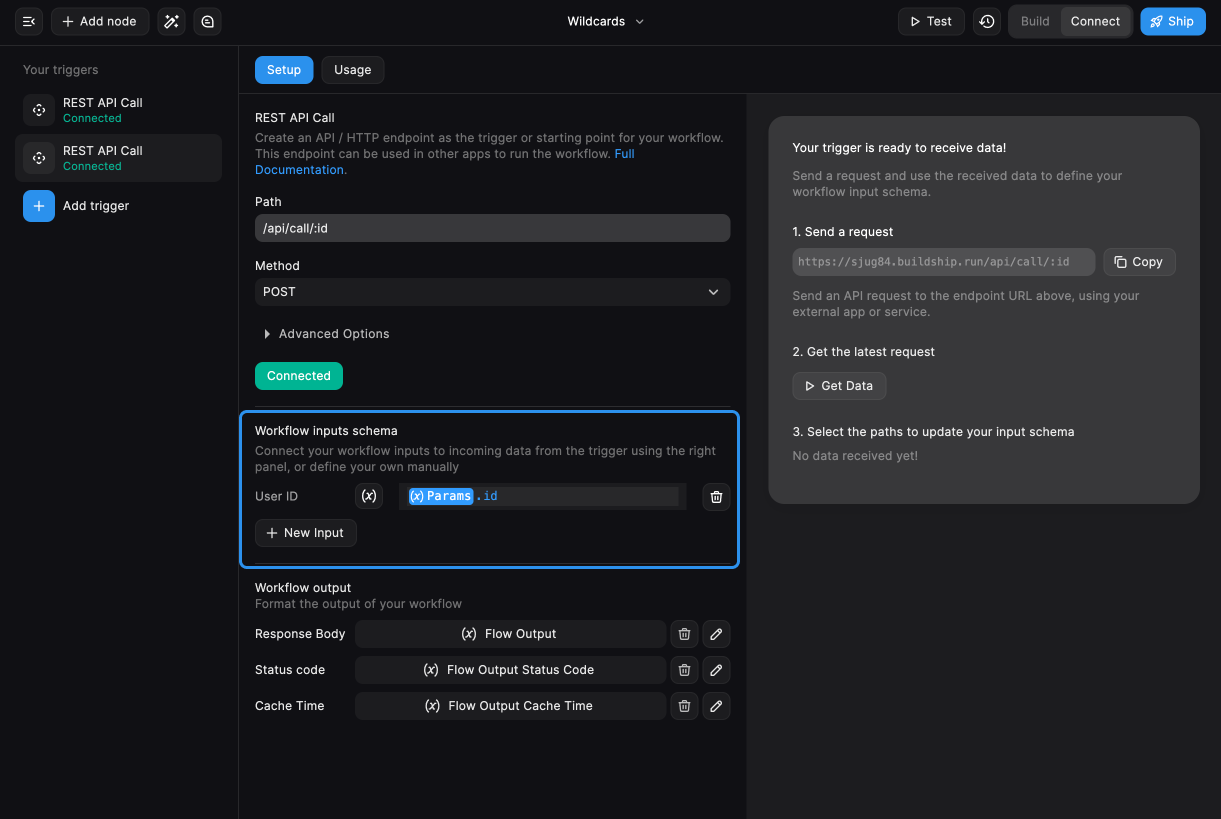 Add node
Wildcards
Test
Build
Connect
Ship
Your triggers
REST API Call
Connected
REST API Call
Connected
Add trigger
Setup
Usage
REST API Call
Create an API / HTTP endpoint as the trigger or starting point for your workflow.
This endpoint can be used in other apps to run the workflow. Full
Documentation.
Path
/api/call/:id
Method
POST
Advanced Options
Connected
Workflow inputs schema
Connect your workflow inputs to incoming data from the trigger using the right
panel, or define your own manually
User ID (x) (x) Params .id
New Input
Workflow output
Format the output of your workflow
Response Body (x) Flow Output
Status code (x) Flow Output Status Code
Cache Time (x) Flow Output Cache Time
Your trigger is ready to receive data!
Send a request and use the received data to define your
workflow input schema.
1. Send a request
https://sjug84.buildship.run/api/call/:id
Copy
Send an API request to the endpoint URL above, using your
external app or service.
2. Get the latest request
Get Data
3. Select the paths to update your input schema
No data received yet!